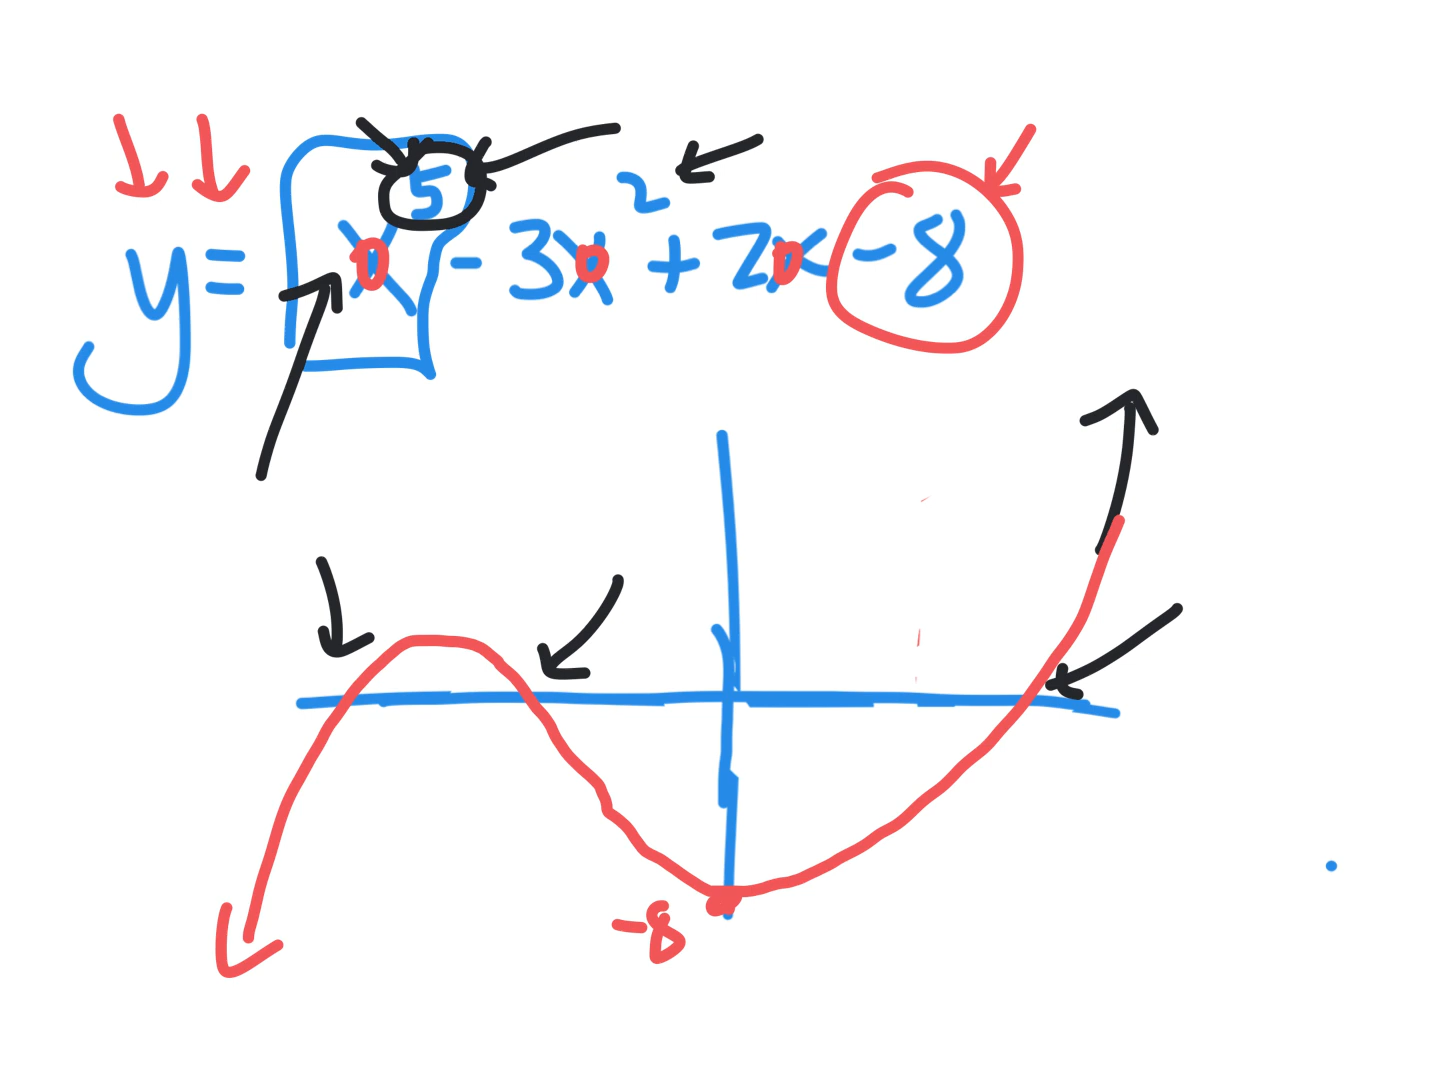 y = x⁵ - 3x² + 2x - 8
-8